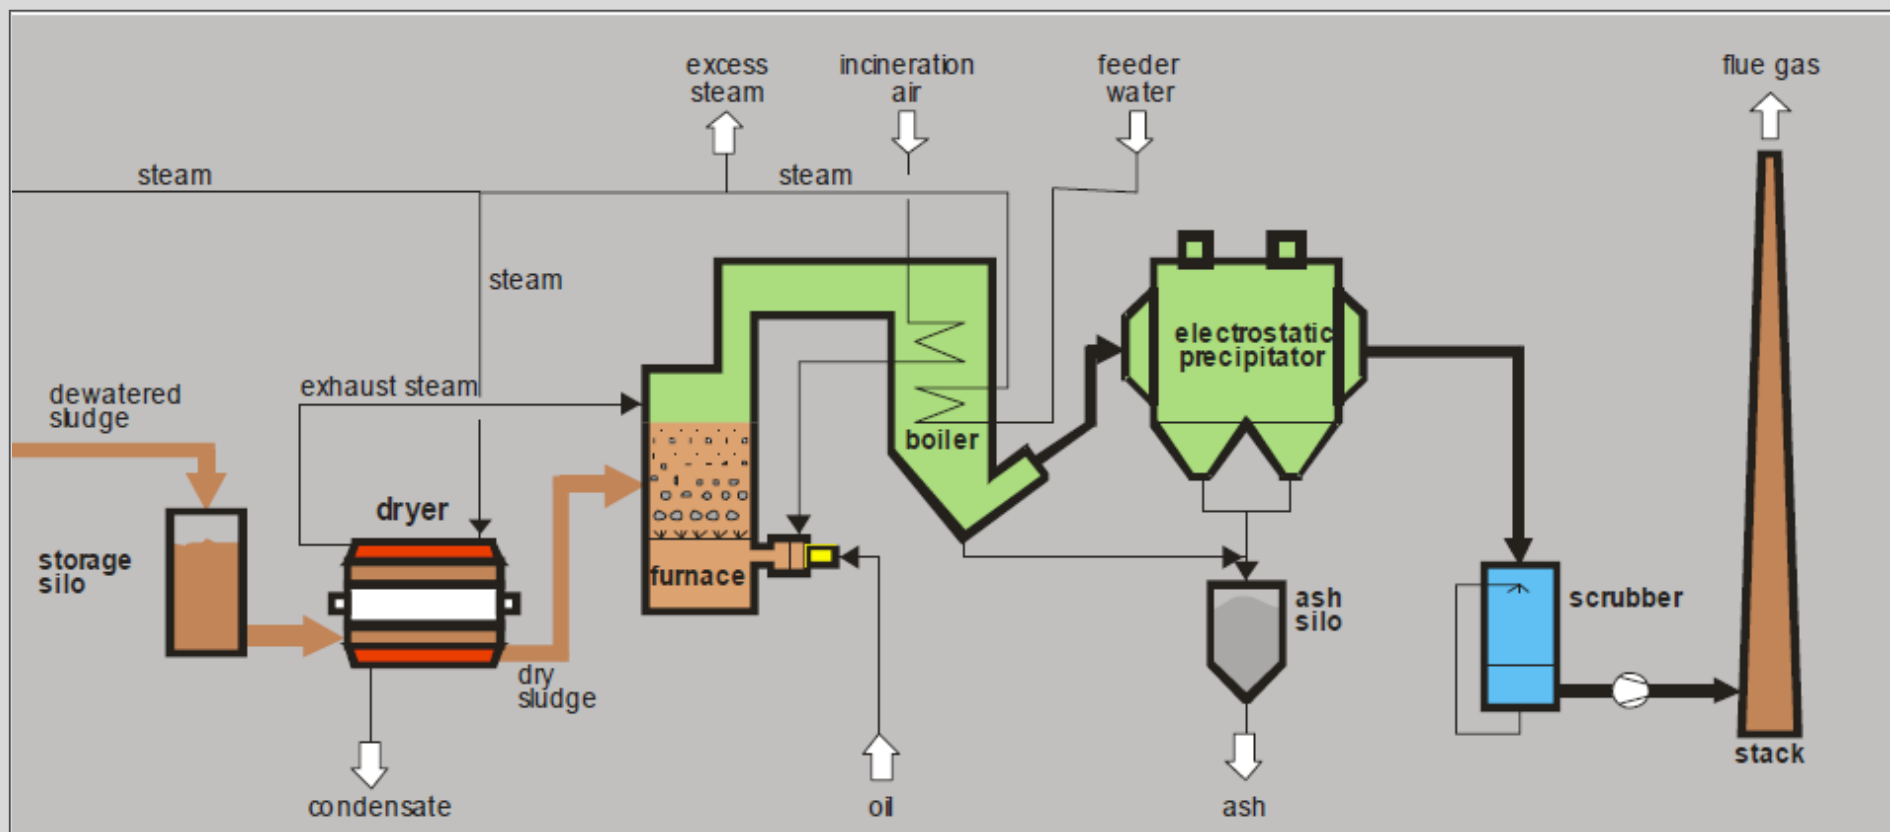 excess
steam
incineration
air
feeder
water
flue gas
steam
steam
steam
dewatered
sludge
exhaust steam
electrostatic
precipitator
boiler
dryer
storage
silo
furnace
ash
silo
scrubber
dry
sludge
stack
condensate
oil
ash